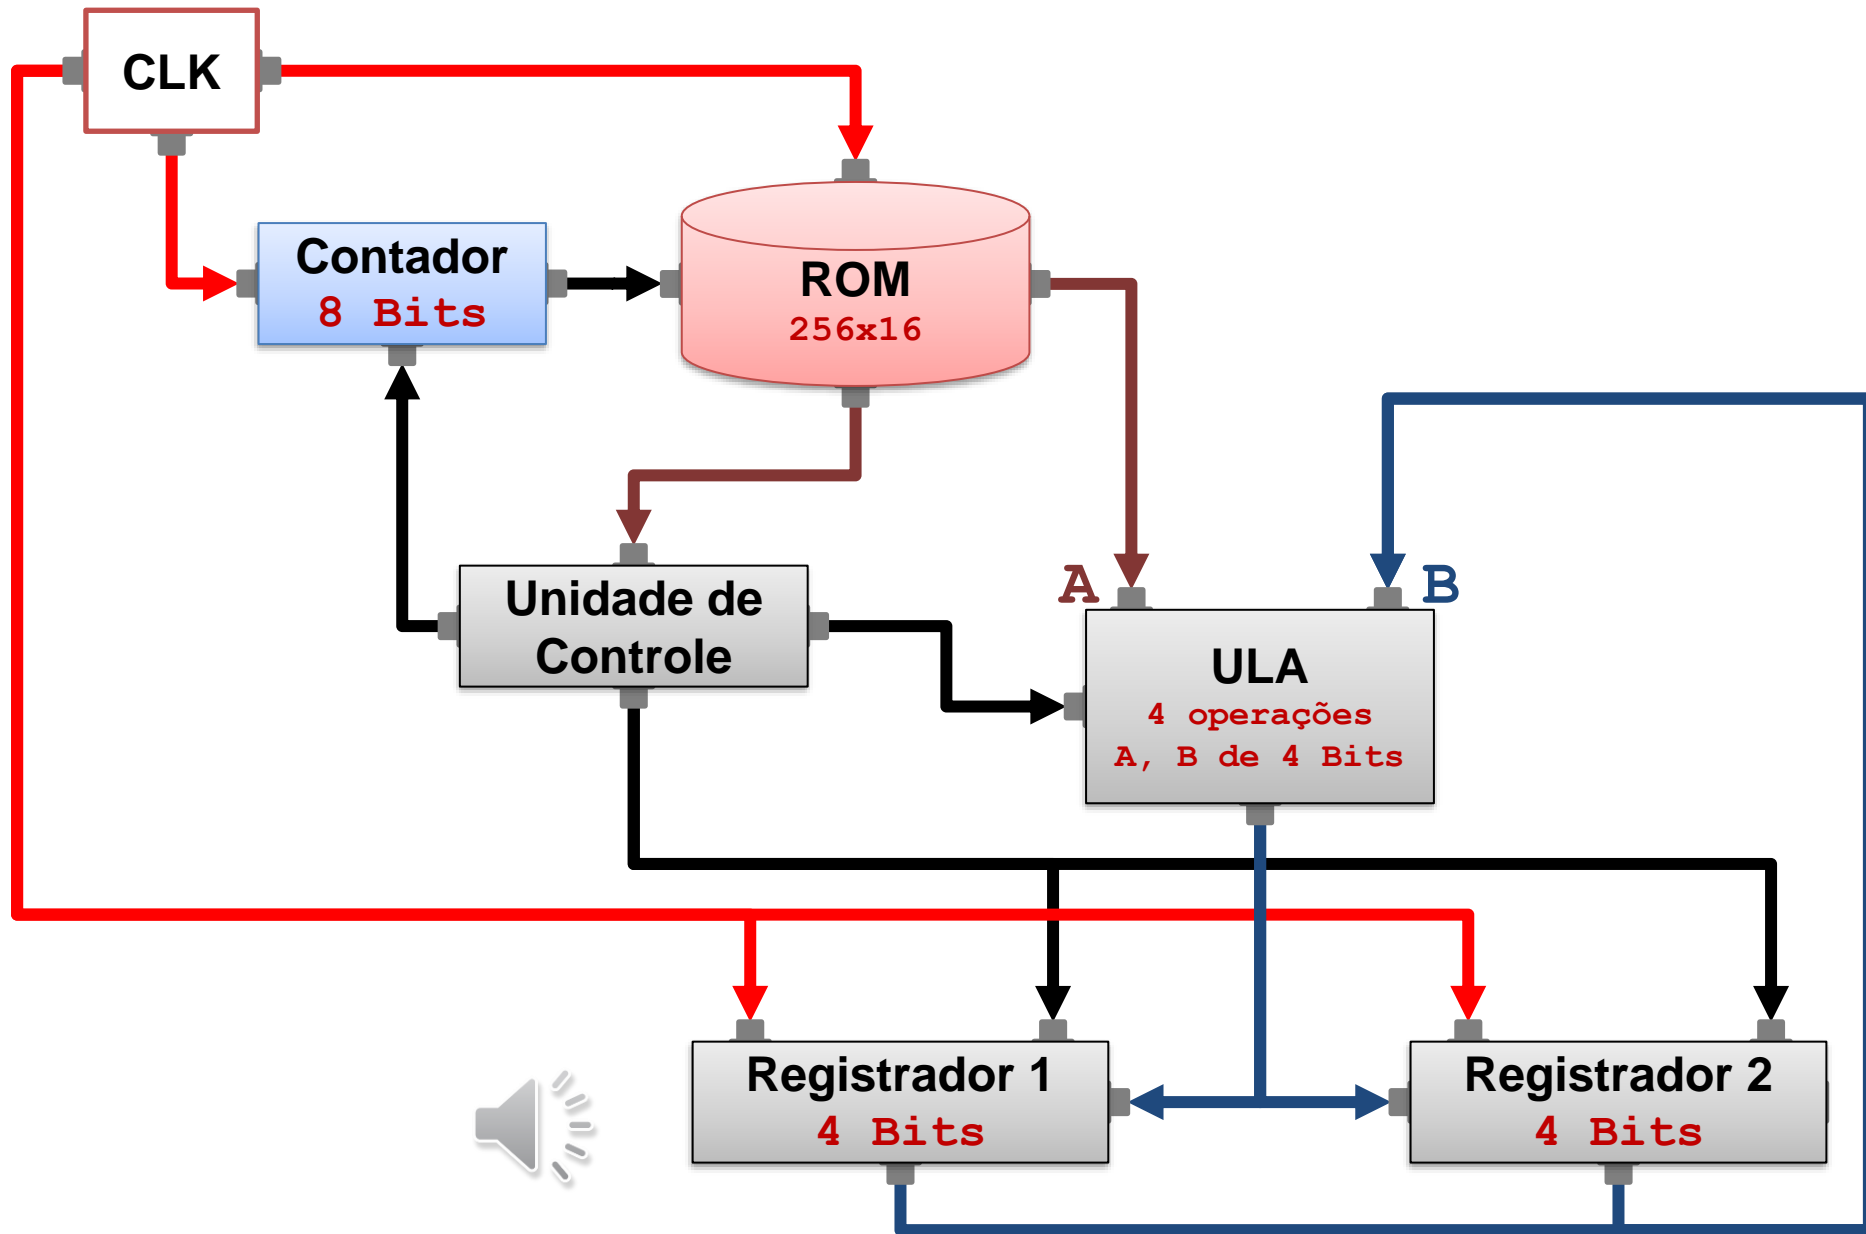 CLK
Contador
8 Bits
ROM
256x16
Unidade de
Controle
A
B
ULA
4 operações
A, B de 4 Bits
Registrador 1
4 Bits
Registrador 2
4 Bits